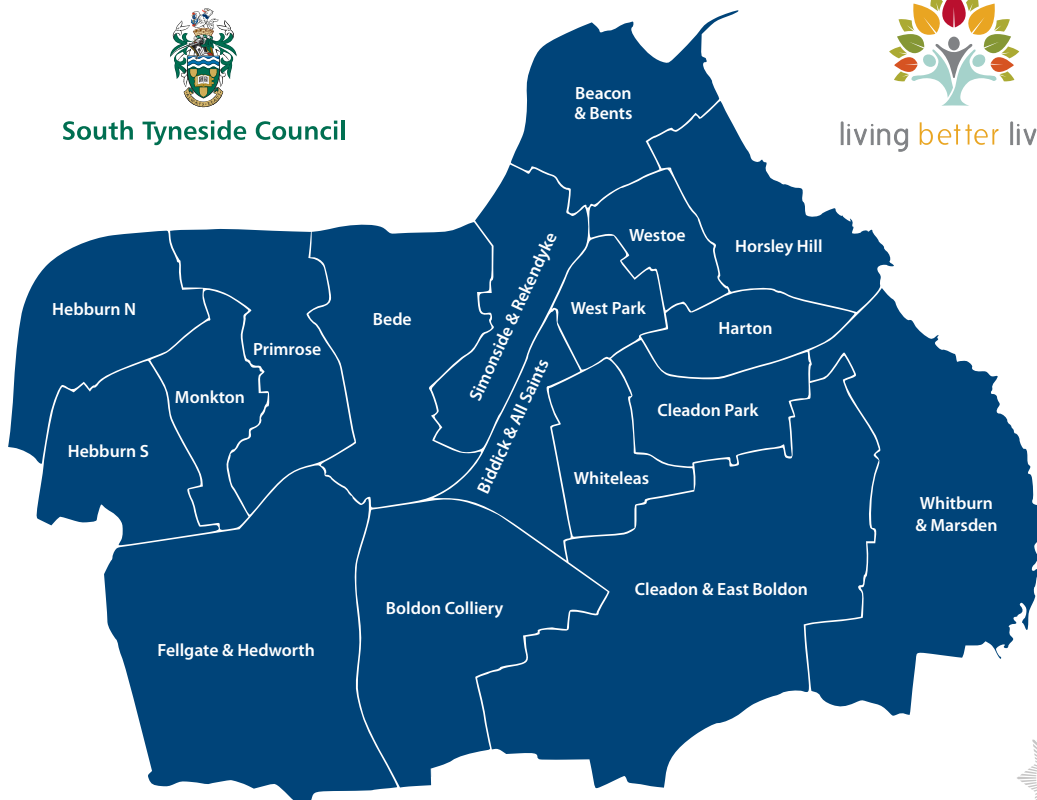 South Tyneside Council
living better liv
Beacon
& Bents
Westoe
Horsley Hill
Hebburn N
Simonside & Rekendyke
West Park
Bede
Harton
Primrose
Monkton
Biddick & All Saints
Cleadon Park
Hebburn S
Whiteleas
Whitburn
& Marsden
Cleadon & East Boldon
Boldon Colliery
Fellgate & Hedworth